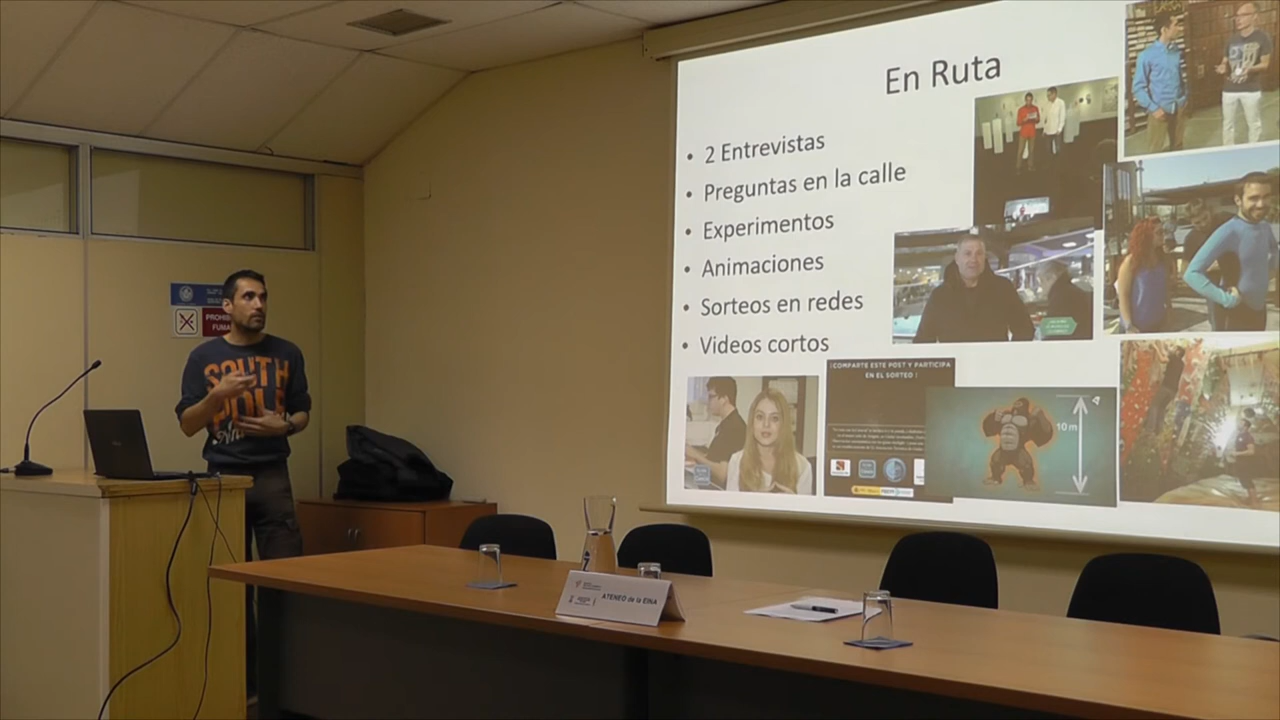 En Ruta
• 2 Entrevistas
• Preguntas en la calle
• Experimentos
• Animaciones
• Sorteos en redes
• Videos cortos
¡COMPARTE ESTE POST Y PARTICIPA
EN EL SORTEO !
10 m
SOUTH
POLE
ATENEO de la EINA